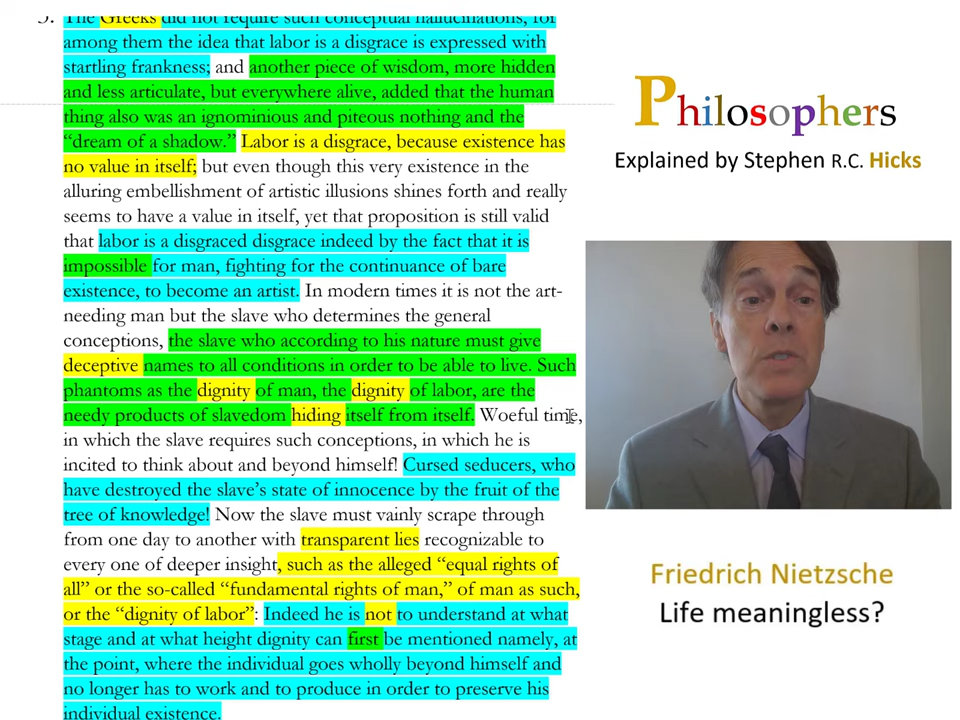 3. The Greeks did not require such conceptual hallucinations, for
among them the idea that labor is a disgrace is expressed with
startling frankness; and another piece of wisdom, more hidden
and less articulate, but everywhere alive, added that the human
thing also was an ignominious and piteous nothing and the
“dream of a shadow.” Labor is a disgrace, because existence has
no value in itself; but even though this very existence in the
alluring embellishment of artistic illusions shines forth and really
seems to have a value in itself, yet that proposition is still valid
that labor is a disgraced disgrace indeed by the fact that it is
impossible for man, fighting for the continuance of bare
existence, to become an artist. In modern times it is not the art-
needing man but the slave who determines the general
conceptions, the slave who according to his nature must give
deceptive names to all conditions in order to be able to live. Such
phantoms as the dignity of man, the dignity of labor, are the
needy products of slavedom hiding itself from itself. Woeful time,
in which the slave requires such conceptions, in which he is
incited to think about and beyond himself! Cursed seducers, who
have destroyed the slave’s state of innocence by the fruit of the
tree of knowledge! Now the slave must vainly scrape through
from one day to another with transparent lies recognizable to
every one of deeper insight, such as the alleged “equal rights of
all” or the so-called “fundamental rights of man,” of man as such,
or the “dignity of labor”: Indeed he is not to understand at what
stage and at what height dignity can first be mentioned namely, at
the point, where the individual goes wholly beyond himself and
no longer has to work and to produce in order to preserve his
individual existence.
Philosophers
Explained by Stephen R.C. Hicks
Friedrich Nietzsche
Life meaningless?